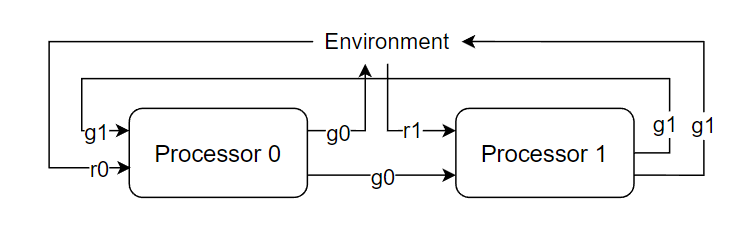 Environment
g1
g0
r1
g1
g1
Processor 0
Processor 1
r0
g0